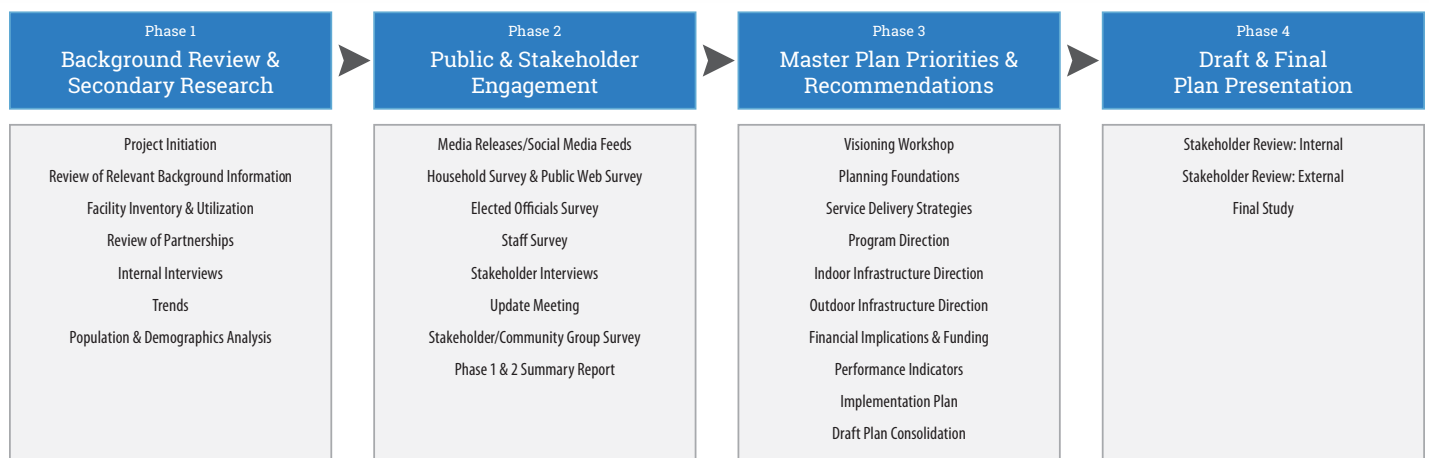 Phase 1
Background Review &
Secondary Research
Project Initiation
Review of Relevant Background Information
Facility Inventory & Utilization
Review of Partnerships
Internal Interviews
Trends
Population & Demographics Analysis
Phase 2
Public & Stakeholder
Engagement
Media Releases/Social Media Feeds
Household Survey & Public Web Survey
Elected Officials Survey
Staff Survey
Stakeholder Interviews
Update Meeting
Stakeholder/Community Group Survey
Phase 1 & 2 Summary Report
Phase 3
Master Plan Priorities &
Recommendations
Visioning Workshop
Planning Foundations
Service Delivery Strategies
Program Direction
Indoor Infrastructure Direction
Outdoor Infrastructure Direction
Financial Implications & Funding
Performance Indicators
Implementation Plan
Draft Plan Consolidation
Phase 4
Draft & Final
Plan Presentation
Stakeholder Review: Internal
Stakeholder Review: External
Final Study